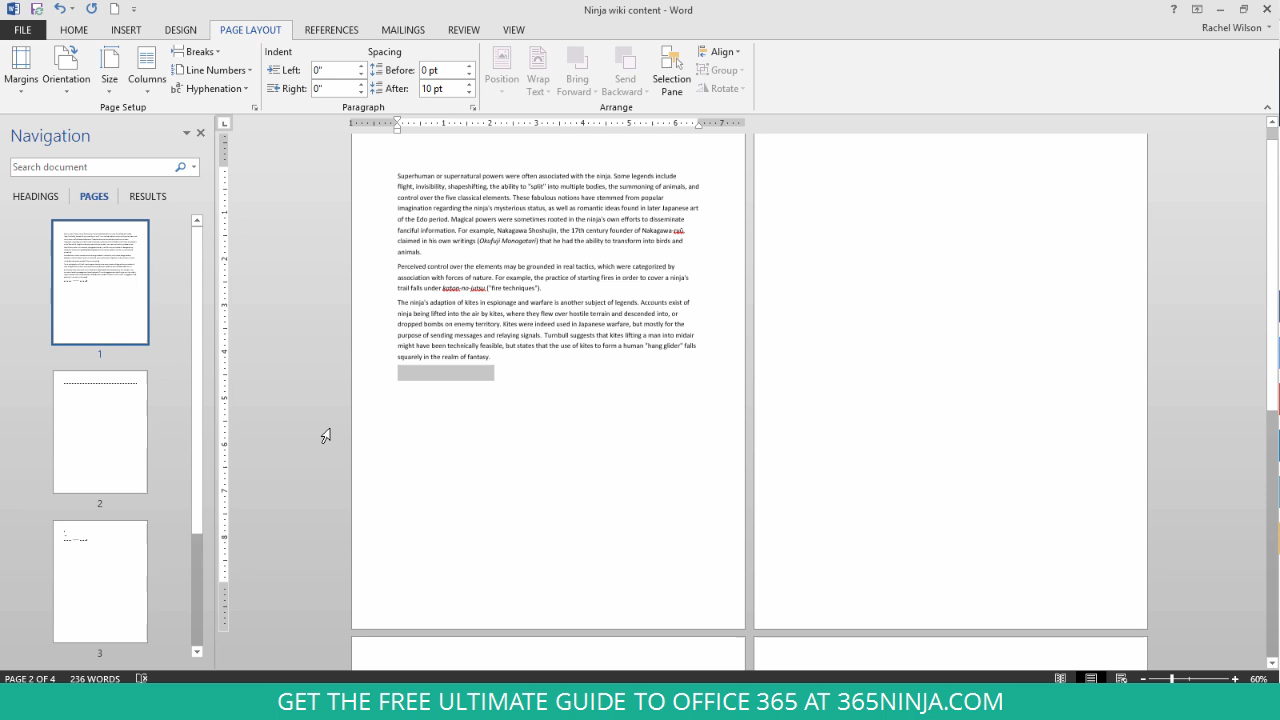 Ninja wiki content - Word
FILE HOME INSERT DESIGN PAGE LAYOUT REFERENCES MAILINGS REVIEW VIEW Rachel Wilson
Margins Orientation Size Columns
Breaks
Line Numbers
Hyphenation
Page Setup
Indent Spacing
Left: 0" Before: 0 pt
Right: 0" After: 10 pt
Paragraph
Position Wrap Text Bring Forward Send Backward Selection Pane
Align
Group
Rotate
Arrange
Navigation
Search document
HEADINGS PAGES RESULTS
1
2
3
1 1 2 3 4 5 6 7
1
2
3
4
5
6
7
8
Superhuman or supernatural powers were often associated with the ninja. Some legends include
flight, invisibility, shapeshifting, the ability to "split" into multiple bodies, the summoning of animals, and
control over the five classical elements. These fabulous notions have stemmed from popular
imagination regarding the ninja's mysterious status, as well as romantic ideas found in later Japanese art
of the Edo period. Magical powers were sometimes rooted in the ninja's own efforts to disseminate
fanciful information. For example, Nakagawa Shoshujin, the 17th century founder of Nakagawa-ryū,
claimed in his own writings (Okufuji Monogatari) that he had the ability to transform into birds and
animals.
Perceived control over the elements may be grounded in real tactics, which were categorized by
association with forces of nature. For example, the practice of starting fires in order to cover a ninja's
trail falls under katon-no-jutsu ("fire techniques").
The ninja's adaption of kites in espionage and warfare is another subject of legends. Accounts exist of
ninja being lifted into the air by kites, where they flew over hostile terrain and descended into, or
dropped bombs on enemy territory. Kites were indeed used in Japanese warfare, but mostly for the
purpose of sending messages and relaying signals. Turnbull suggests that kites lifting a man into midair
might have been technically feasible, but states that the use of kites to form a human "hang glider" falls
squarely in the realm of fantasy.
PAGE 2 OF 4 236 WORDS 60%
GET THE FREE ULTIMATE GUIDE TO OFFICE 365 AT 365NINJA.COM